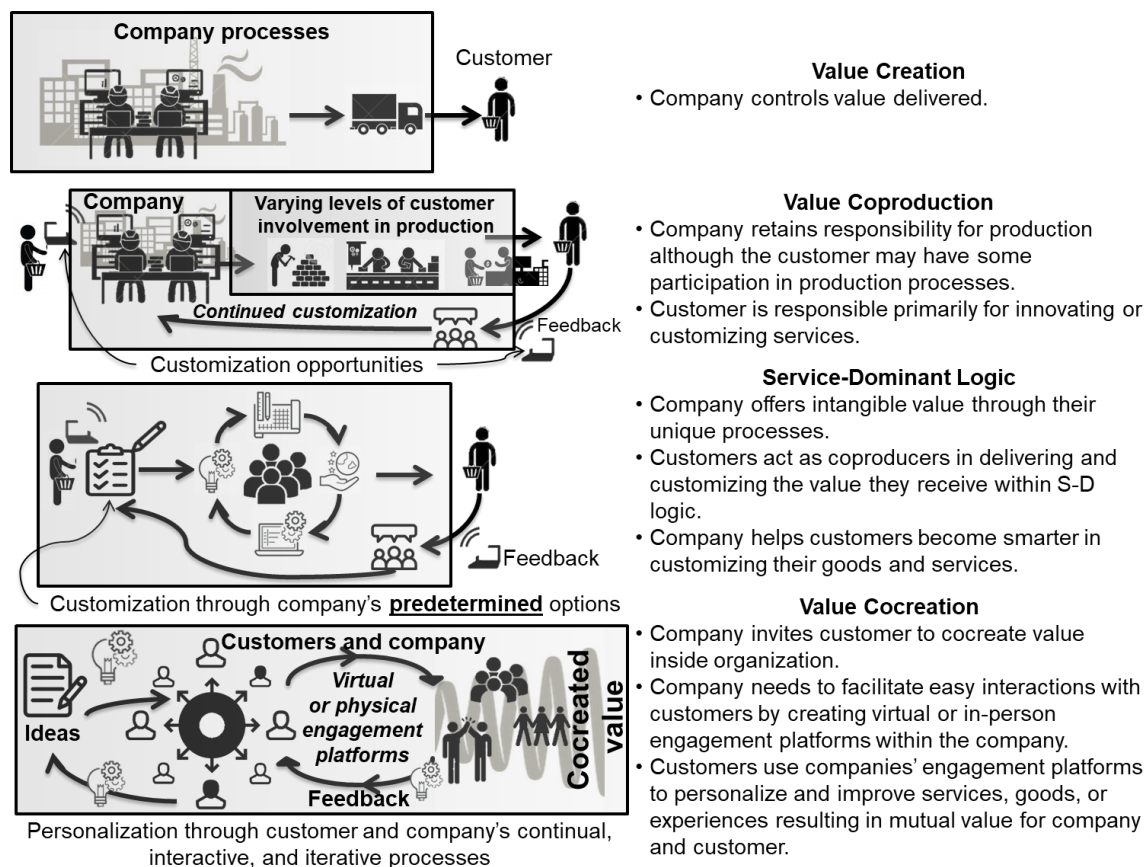 Company processes
Customer
Value Creation
• Company controls value delivered.
Company
Varying levels of customer
involvement in production
Continued customization
Feedback
Customization opportunities
Value Coproduction
• Company retains responsibility for production
although the customer may have some
participation in production processes.
• Customer is responsible primarily for innovating or
customizing services.
Feedback
Customization through company's predetermined options
Service-Dominant Logic
• Company offers intangible value through their
unique processes.
• Customers act as coproducers in delivering and
customizing the value they receive within S-D
logic.
• Company helps customers become smarter in
customizing their goods and services.
Customers and company
Ideas
Virtual
or physical
engagement
platforms
Feedback
Cocreated
value
Personalization through customer and company's continual,
interactive, and iterative processes
Value Cocreation
• Company invites customer to cocreate value
inside organization.
• Company needs to facilitate easy interactions with
customers by creating virtual or in-person
engagement platforms within the company.
• Customers use companies' engagement platforms
to personalize and improve services, goods, or
experiences resulting in mutual value for company
and customer.